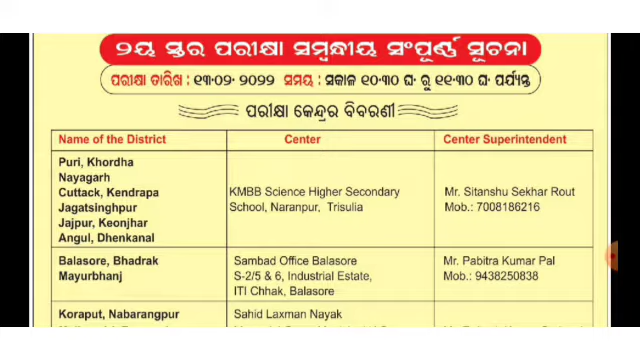 ୨ୟ ସ୍ତର ପରୀକ୍ଷା ସମ୍ବନ୍ଧୀୟ ସଂପୂର୍ଣ୍ଣ ସୂଚନା
ପରୀକ୍ଷା ତାରିଖ : ୧୩·୦୨· ୨୦୨୨ ସମୟ : ସକାଳ ୧୦·୩୦ ଘ· ରୁ ୧୧·୩୦ ଘ· ପର୍ଯ୍ୟନ୍ତ
ପରୀକ୍ଷା କେନ୍ଦ୍ରର ବିବରଣୀ
Name of the District Center Center Superintendent
Puri, Khordha
Nayagarh
Cuttack, Kendrapa KMBB Science Higher Secondary Mr. Sitanshu Sekhar Rout
Jagatsinghpur School, Naranpur, Trisulia Mob.: 7008186216
Jajpur, Keonjhar
Angul, Dhenkanal
Balasore, Bhadrak Sambad Office Balasore Mr. Pabitra Kumar Pal
Mayurbhanj S-2/5 & 6, Industrial Estate, Mob.: 9438250838
ITI Chhak, Balasore
Koraput, Nabarangpur Sahid Laxman Nayak